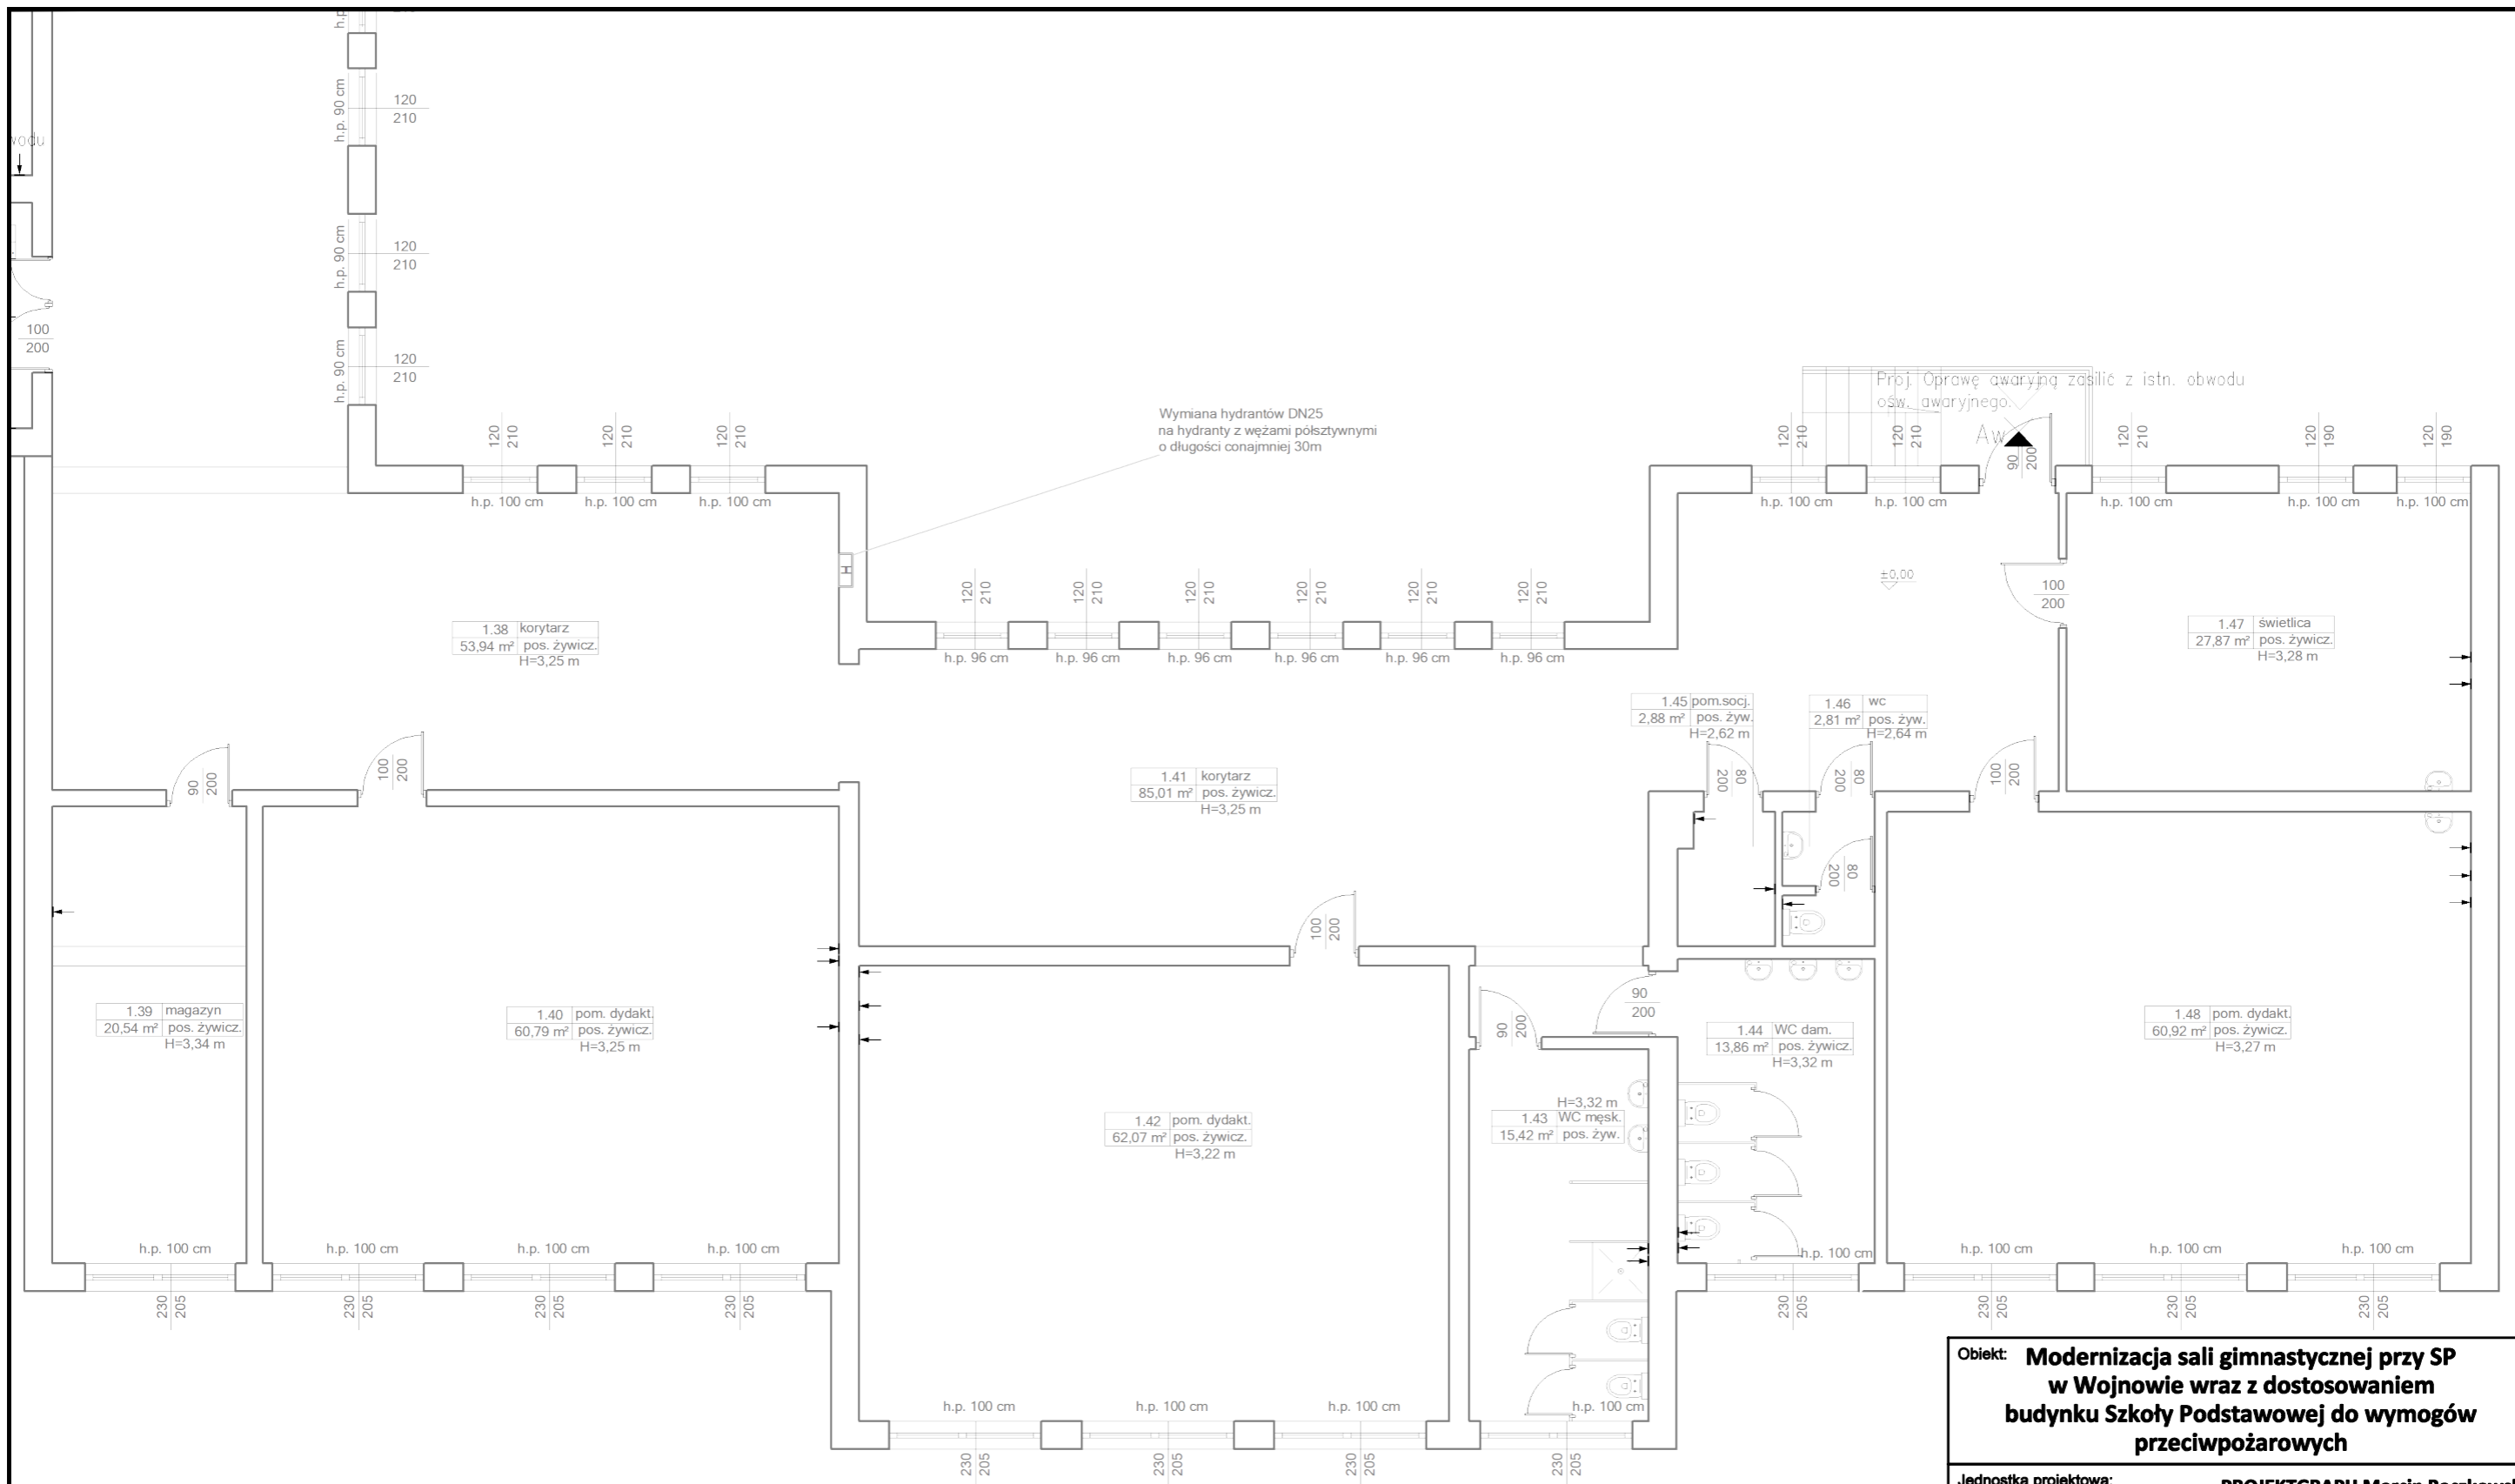 h.p. 90 cm
120
210
h.p. 90 cm
120
210
h.p. 90 cm
120
210
100
200
Wymiana hydrantów DN25
na hydranty z wężami półsztywnymi
o długości conajmniej 30m
Proj. Oprawę awaryjną zasilić z istn. obwodu
ośw. awaryjnego.
Aw
90
200
120
210
120
210
120
210
120
210
120
210
120
210
120
190
120
190
h.p. 100 cm
h.p. 100 cm
h.p. 100 cm
h.p. 100 cm
h.p. 100 cm
h.p. 100 cm
h.p. 100 cm
h.p. 100 cm
H
120
210
120
210
120
210
120
210
120
210
120
210
h.p. 96 cm
h.p. 96 cm
h.p. 96 cm
h.p. 96 cm
h.p. 96 cm
h.p. 96 cm
±0,00
100
200
1.38 korytarz
53,94 m² pos. żywicz.
H=3,25 m
1.47 świetlica
27,87 m² pos. żywicz.
H=3,28 m
1.45 pom.socj.
2,88 m² pos. żyw.
H=2,62 m
1.46 wc
2,81 m² pos. żyw.
H=2,64 m
1.41 korytarz
85,01 m² pos. żywicz.
H=3,25 m
90
200
100
200
80
200
80
200
100
200
80
200
100
200
90
200
90
200
1.39 magazyn
20,54 m² pos. żywicz.
H=3,34 m
1.40 pom. dydakt.
60,79 m² pos. żywicz.
H=3,25 m
1.44 WC dam.
13,86 m² pos. żywicz.
H=3,32 m
1.48 pom. dydakt.
60,92 m² pos. żywicz.
H=3,27 m
1.42 pom. dydakt.
62,07 m² pos. żywicz.
H=3,22 m
H=3,32 m
1.43 WC męsk.
15,42 m² pos. żyw.
h.p. 100 cm
h.p. 100 cm
h.p. 100 cm
h.p. 100 cm
h.p. 100 cm
h.p. 100 cm
h.p. 100 cm
h.p. 100 cm
230
205
230
205
230
205
230
205
230
205
230
205
230
205
230
205
h.p. 100 cm
h.p. 100 cm
h.p. 100 cm
h.p. 100 cm
230
205
230
205
230
205
230
205
Obiekt: Modernizacja sali gimnastycznej przy SP
w Wojnowie wraz z dostosowaniem
budynku Szkoły Podstawowej do wymogów
przeciwpożarowych
Jednostka projektowa:
PROJEKTGRAPH Marcin